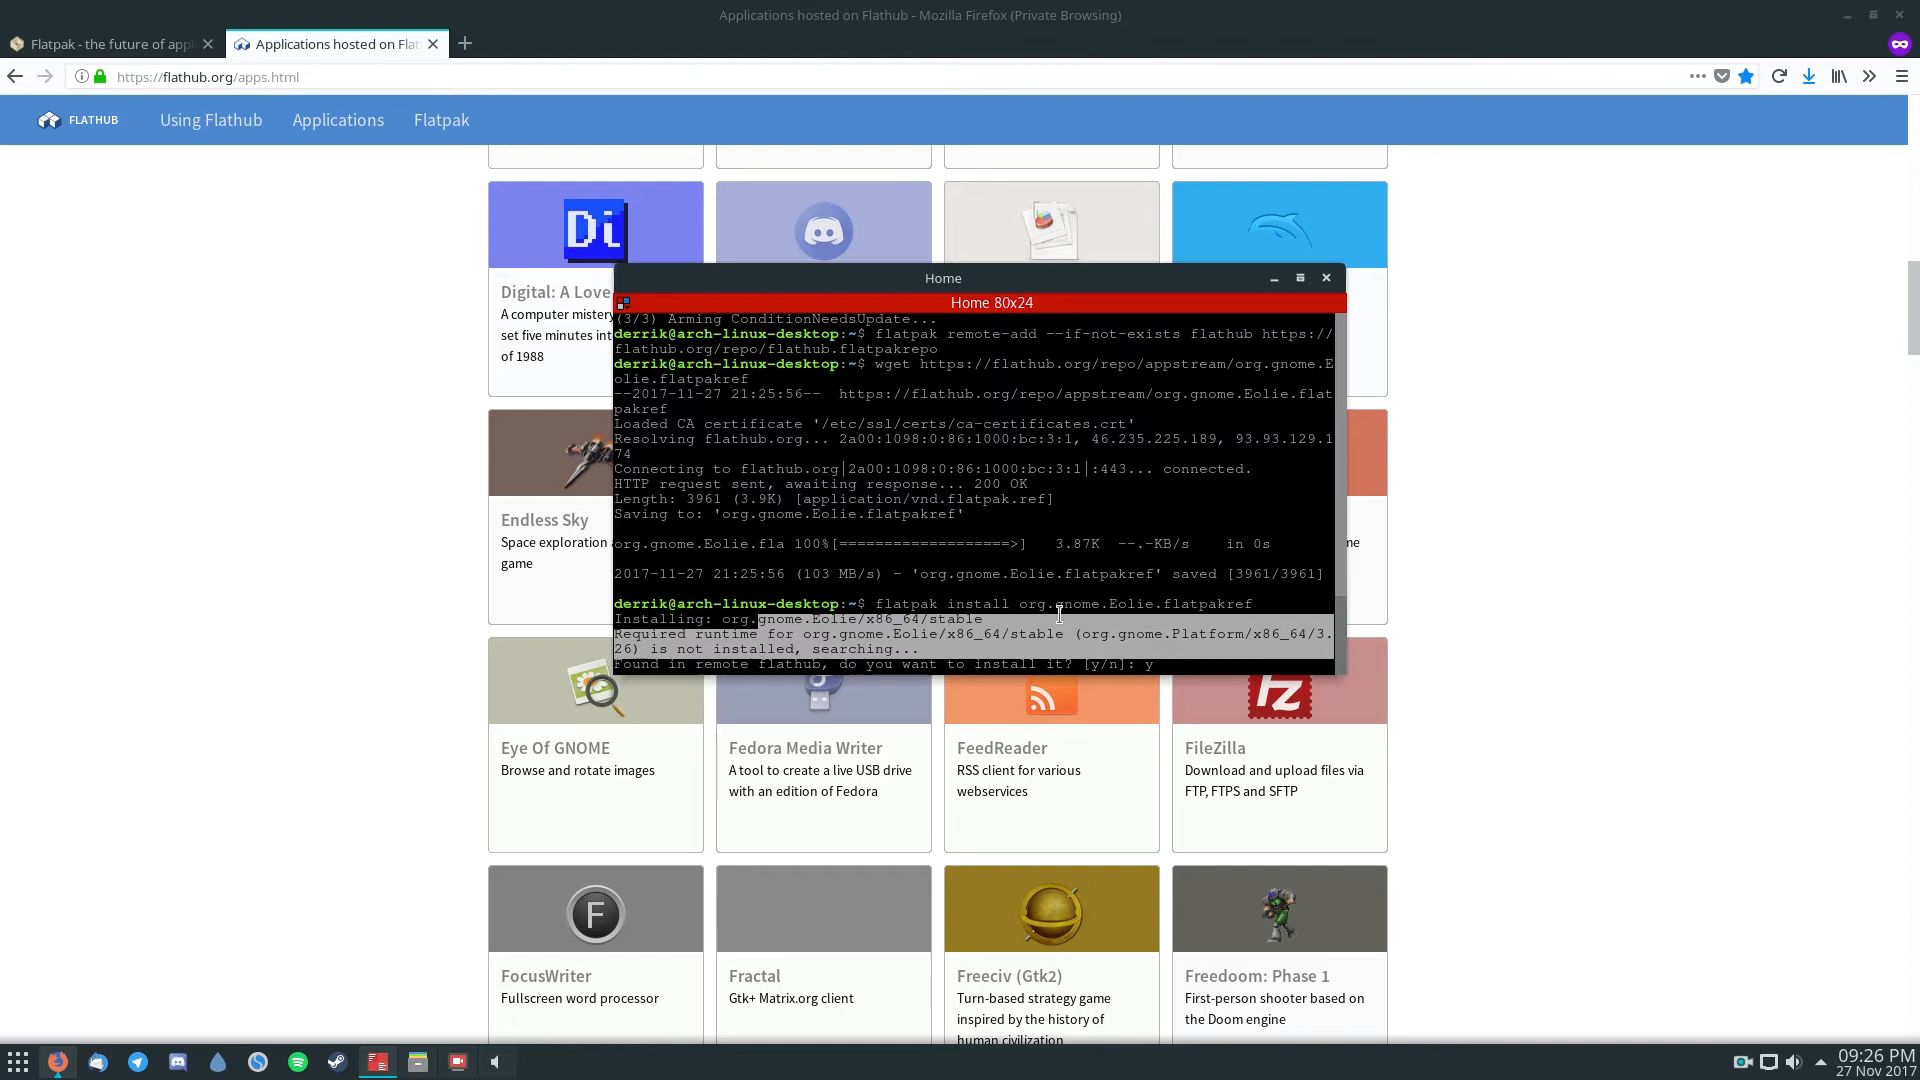 Applications hosted on Flathub - Mozilla Firefox (Private Browsing)
Flatpak - the future of appl
Applications hosted on Flat
https://flathub.org/apps.html
FLATHUB
Using Flathub
Applications
Flatpak
Di
Digital: A Love
A computer mistery
set five minutes int
of 1988
Home
Home 80x24
(3/3) Arming ConditionNeedsUpdate...
derrik@arch-linux-desktop:~$ flatpak remote-add --if-not-exists flathub https://
flathub.org/repo/flathub.flatpakrepo
derrik@arch-linux-desktop:~$ wget https://flathub.org/repo/appstream/org.gnome.E
olie.flatpakref
--2017-11-27 21:25:56--  https://flathub.org/repo/appstream/org.gnome.Eolie.flat
pakref
Loaded CA certificate '/etc/ssl/certs/ca-certificates.crt'
Resolving flathub.org... 2a00:1098:0:86:1000:bc:3:1, 46.235.225.189, 93.93.129.1
74
Connecting to flathub.org|2a00:1098:0:86:1000:bc:3:1|:443... connected.
HTTP request sent, awaiting response... 200 OK
Length: 3961 (3.9K) [application/vnd.flatpak.ref]
Saving to: 'org.gnome.Eolie.flatpakref'
org.gnome.Eolie.fla 100%[===================>]   3.87K  --.-KB/s    in 0s
2017-11-27 21:25:56 (103 MB/s) - 'org.gnome.Eolie.flatpakref' saved [3961/3961]
derrik@arch-linux-desktop:~$ flatpak install org.gnome.Eolie.flatpakref
Installing: org.gnome.Eolie/x86_64/stable
Required runtime for org.gnome.Eolie/x86_64/stable (org.gnome.Platform/x86_64/3.
26) is not installed, searching...
Found in remote flathub, do you want to install it? [y/n]: y
Endless Sky
Space exploration
game
me
Eye Of GNOME
Browse and rotate images
Fedora Media Writer
A tool to create a live USB drive
with an edition of Fedora
FeedReader
RSS client for various
webservices
Fz
FileZilla
Download and upload files via
FTP, FTPS and SFTP
F
FocusWriter
Fullscreen word processor
Fractal
Gtk+ Matrix.org client
Freeciv (Gtk2)
Turn-based strategy game
inspired by the history of
human civilization
Freedoom: Phase 1
First-person shooter based on
the Doom engine
09:26 PM
27 Nov 2017